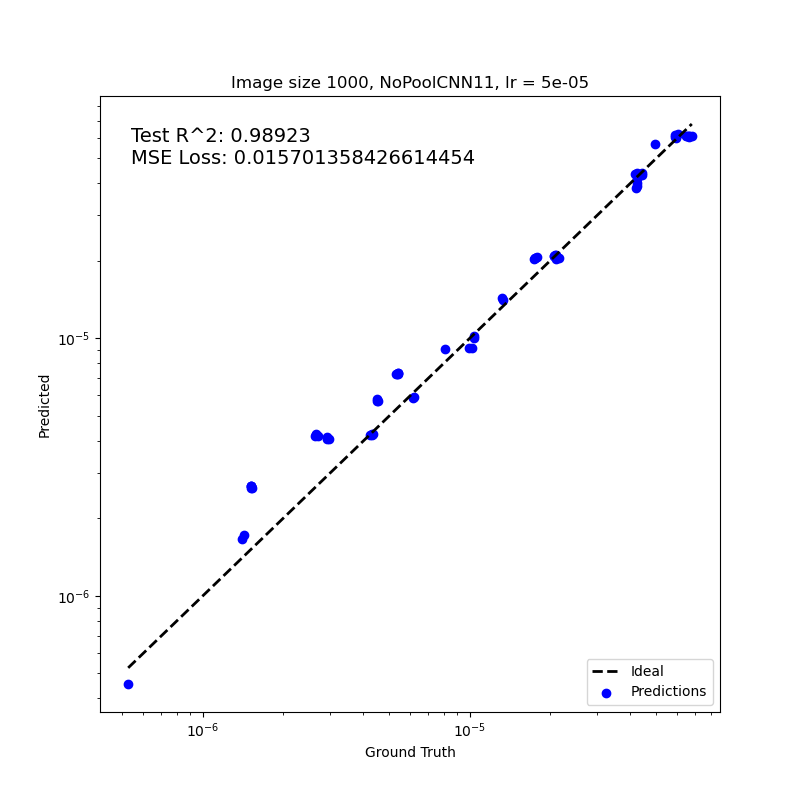 Image size 1000, NoPoolCNN11, lr = 5e-05
Test R^2: 0.98923
MSE Loss: 0.015701358426614454
10⁻⁵
Predicted
10⁻⁶
Ideal
Predictions
10⁻⁶ 10⁻⁵
Ground Truth